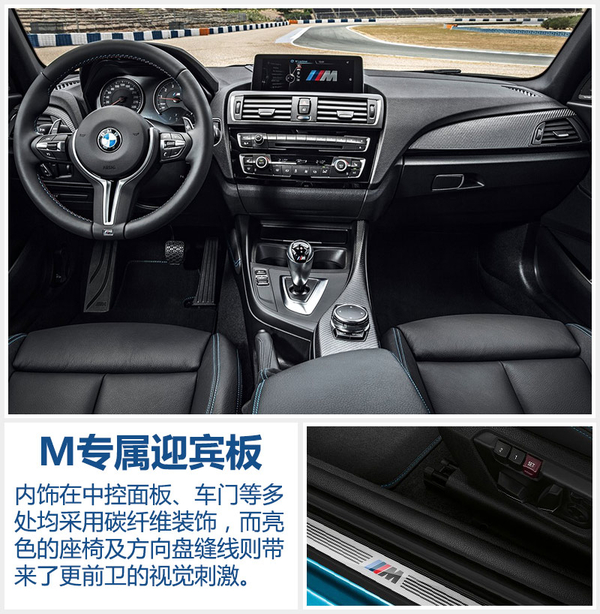 M
M专属迎宾板
内饰在中控面板、车门等多
处均采用碳纤维装饰，而亮
色的座椅及方向盘缝线则带
来了更前卫的视觉刺激。
1
SET
M